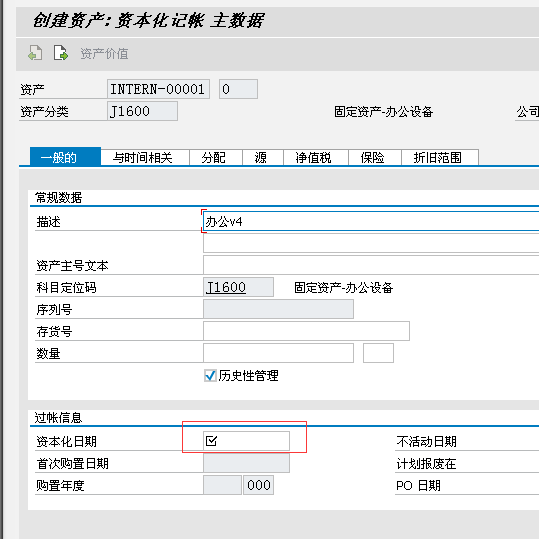 创建资产:资本化记帐 主数据
资产价值
资产 INTERN-00001 0
资产分类 J1600 固定资产-办公设备 公司
一般的 与时间相关 分配 源 净值税 保险 折旧范围
常规数据
描述 办公v4
资产主号文本
科目定位码 J1600 固定资产-办公设备
序列号
存货号
数量
历史性管理
过帐信息
资本化日期 不活动日期
首次购置日期 计划报废在
购置年度 000 PO 日期